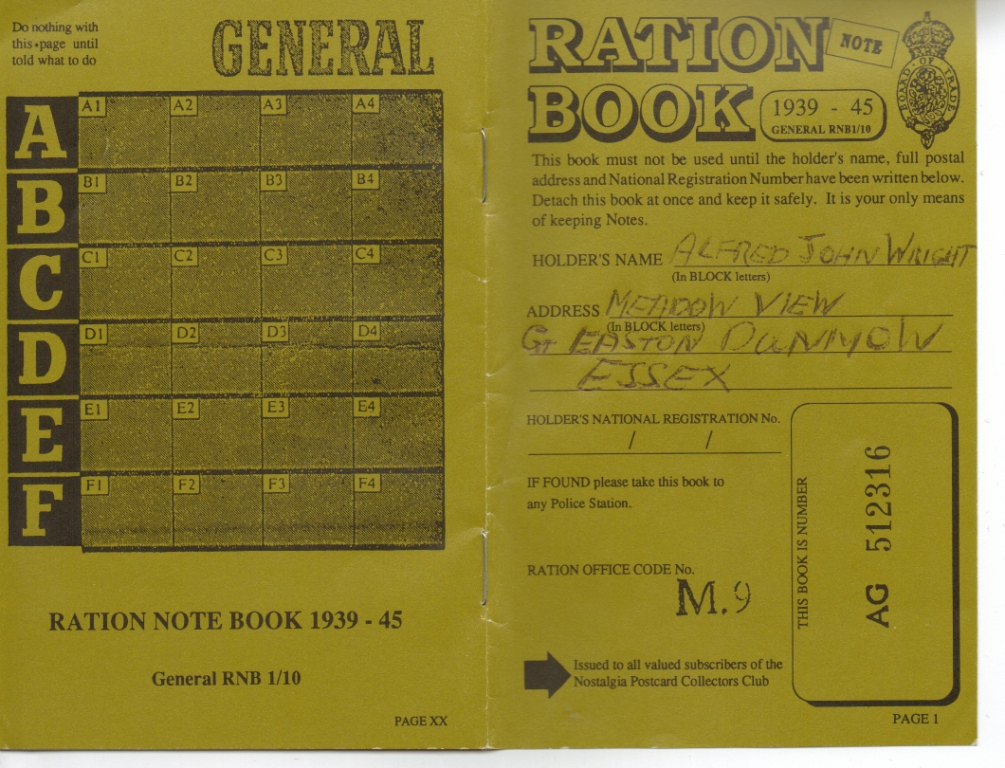 Do nothing with
this page until
told what to do
GENERAL
A
A1 A2 A3 A4
B
B1 B2 B3 B4
C
C1 C2 C3 C4
D
D1 D2 D3 D4
E
E1 E2 E3 E4
F
F1 F2 F3 F4
RATION NOTE BOOK 1939 - 45
General RNB 1/10
PAGE XX
RATION
NOTE
BOOK
1939 - 45
GENERAL RNB1/10
BOARD OF TRADE
This book must not be used until the holder's name, full postal
address and National Registration Number have been written below.
Detach this book at once and keep it safely. It is your only means
of keeping Notes.
HOLDER'S NAME ALFRED JOHN WRIGHT
(In BLOCK letters)
ADDRESS MEADOW VIEW
(In BLOCK letters)
GT EASTON DUNMOW
ESSEX
HOLDER'S NATIONAL REGISTRATION No.
/ /
IF FOUND please take this book to
any Police Station.
RATION OFFICE CODE No.
M.9
THIS BOOK IS NUMBER
AG 512316
Issued to all valued subscribers of the
Nostalgia Postcard Collectors Club
PAGE 1